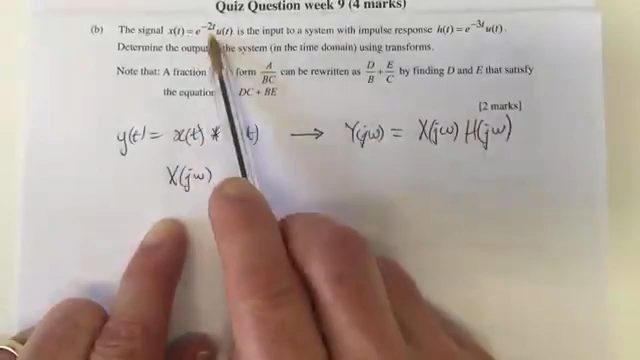 Quiz Question week 9 (4 marks)
(b) The signal x(t) = e^{-2t}u(t) is the input to a system with impulse response h(t) = e^{-3t}u(t).
Determine the output the system (in the time domain) using transforms.
Note that: A fraction form A/BC can be rewritten as D/B + E/C by finding D and E that satisfy
the equation DC + BE
[2 marks]
y(t) = x(t) * t) → Y(jω) = X(jω) H(jω)
X(jω)